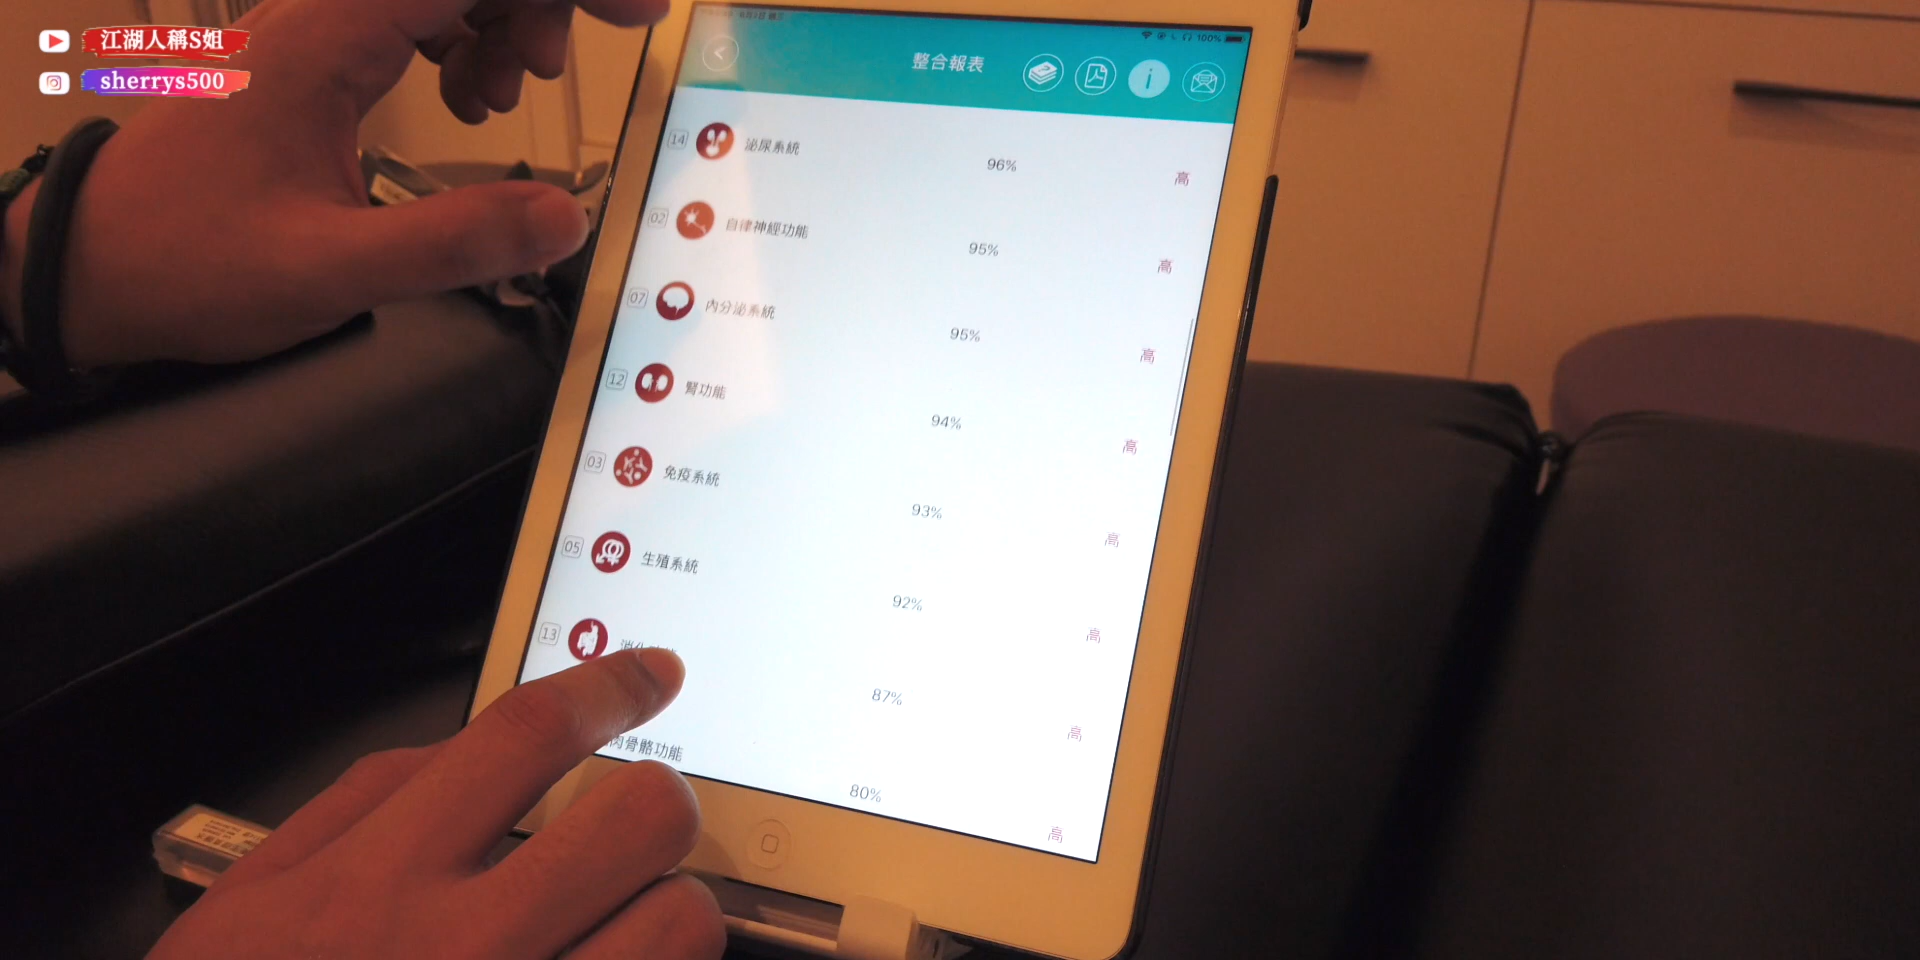 江湖人稱S姐
sherrys500
100%
整合報表
14 泌尿系統 96% 高
02 自律神經功能 95% 高
07 內分泌系統 95% 高
12 腎功能 94% 高
03 免疫系統 93% 高
05 生殖系統 92% 高
13 消化 87% 高
肉骨骼功能 80% 高